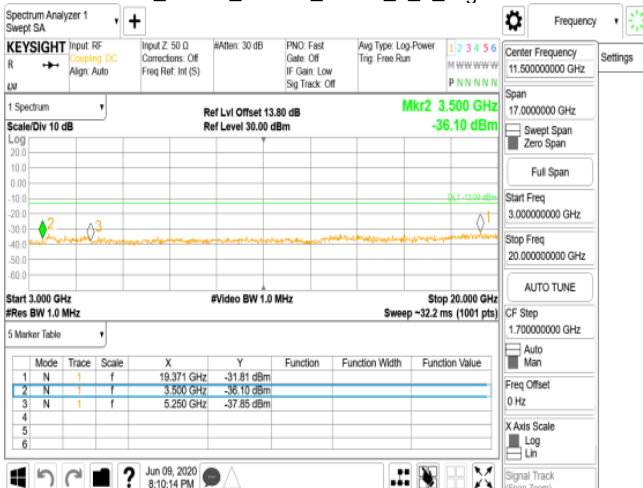 Spectrum Analyzer 1
Swept SA
+
Frequency
KEYSIGHT
R
LXI
Input: RF
Coupling: DC
Align: Auto
Input Z: 50 Ω
Corrections: Off
Freq Ref: Int (S)
#Atten: 30 dB
PNO: Fast
Gate: Off
IF Gain: Low
Sig Track: Off
Avg Type: Log-Power
Trig: Free Run
1 2 3 4 5 6
M W W W W W
P N N N N N
Center Frequency
11.500000000 GHz
Settings
Span
17.0000000 GHz
Swept Span
Zero Span
Full Span
Start Freq
3.000000000 GHz
Stop Freq
20.000000000 GHz
AUTO TUNE
CF Step
1.700000000 GHz
Auto
Man
Freq Offset
0 Hz
X Axis Scale
Log
Lin
Signal Track
(Span Zoom)
1 Spectrum
Scale/Div 10 dB
Ref Lvl Offset 13.80 dB
Ref Level 30.00 dBm
Mkr2 3.500 GHz
-36.10 dBm
Log
20.0
10.0
0.00
-10.0
-20.0
-30.0
-40.0
-50.0
-60.0
DL1 -13.00 dBm
2
3
1
Start 3.000 GHz
#Res BW 1.0 MHz
#Video BW 1.0 MHz
Stop 20.000 GHz
Sweep ~32.2 ms (1001 pts)
5 Marker Table
Mode Trace Scale X Y Function Function Width Function Value
1 N 1 f 19.371 GHz -31.81 dBm
2 N 1 f 3.500 GHz -36.10 dBm
3 N 1 f 5.250 GHz -37.85 dBm
4
5
6
?
Jun 09, 2020
8:10:14 PM